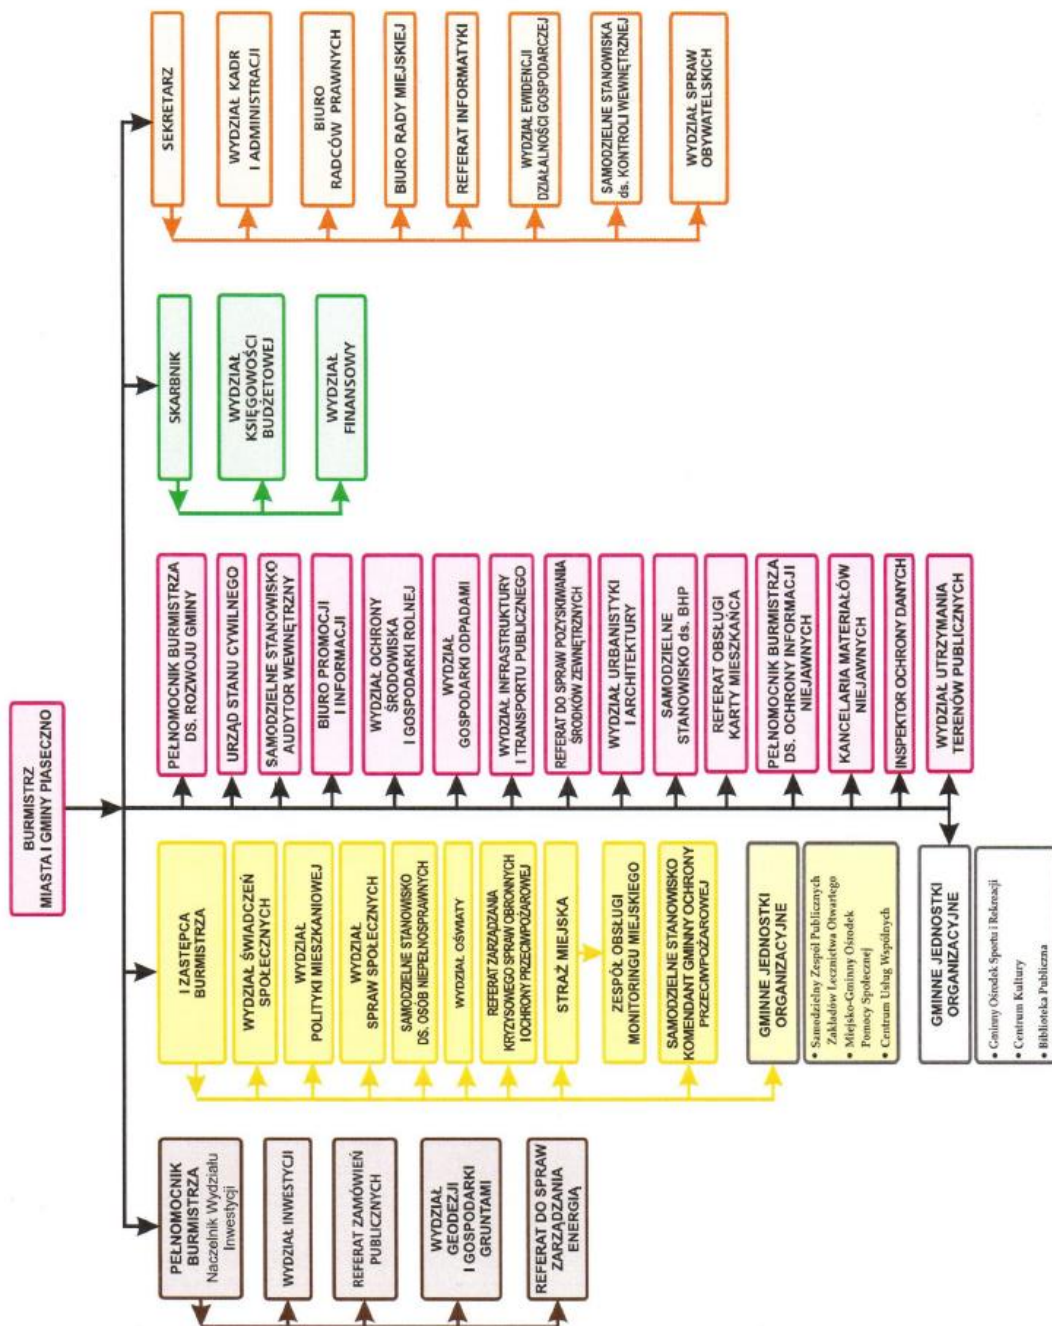 BURMISTRZ
MIASTA I GMINY PIASECZNO
PEŁNOMOCNIK
BURMISTRZA
Naczelnik Wydziału
Inwestycji
WYDZIAŁ INWESTYCJI
REFERAT ZAMÓWIEŃ
PUBLICZNYCH
WYDZIAŁ
GEODEZJI
I GOSPODARKI
GRUNTAMI
REFERAT DO SPRAW
ZARZĄDZANIA
ENERGIĄ
I ZASTĘPCA
BURMISTRZA
WYDZIAŁ ŚWIADCZEŃ
SPOŁECZNYCH
WYDZIAŁ
POLITYKI MIESZKANIOWEJ
WYDZIAŁ
SPRAW SPOŁECZNYCH
SAMODZIELNE STANOWISKO
DS. OSÓB NIEPEŁNOSPRAWNYCH
WYDZIAŁ OŚWIATY
REFERAT ZARZĄDZANIA
KRYZYSOWEGO SPRAW OBRONNYCH
I OCHRONY PRZECIWPOŻAROWEJ
STRAŻ MIEJSKA
ZESPÓŁ OBSŁUGI
MONITORINGU MIEJSKIEGO
SAMODZIELNE STANOWISKO
KOMENDANT GMINNY OCHRONY
PRZECIWPOŻAROWEJ
GMINNE JEDNOSTKI
ORGANIZACYJNE
• Samodzielny Zespół Publicznych
Zakładów Lecznictwa Otwartego
• Miejsko-Gminny Ośrodek
Pomocy Społecznej
• Centrum Usług Wspólnych
PEŁNOMOCNIK BURMISTRZA
DS. ROZWOJU GMINY
URZĄD STANU CYWILNEGO
SAMODZIELNE STANOWISKO
AUDYTOR WEWNĘTRZNY
BIURO PROMOCJI
I INFORMACJI
WYDZIAŁ OCHRONY
ŚRODOWISKA
I GOSPODARKI ROLNEJ
WYDZIAŁ
GOSPODARKI ODPADAMI
WYDZIAŁ INFRASTRUKTURY
I TRANSPORTU PUBLICZNEGO
REFERAT DO SPRAW POZYSKIWANIA
ŚRODKÓW ZEWNĘTRZNYCH
WYDZIAŁ URBANISTYKI
I ARCHITEKTURY
SAMODZIELNE
STANOWISKO ds. BHP
REFERAT OBSŁUGI
KARTY MIESZKAŃCA
PEŁNOMOCNIK BURMISTRZA
DS. OCHRONY INFORMACJI
NIEJAWNYCH
KANCELARIA MATERIAŁÓW
NIEJAWNYCH
INSPEKTOR OCHRONY DANYCH
WYDZIAŁ UTRZYMANIA
TERENÓW PUBLICZNYCH
GMINNE JEDNOSTKI
ORGANIZACYJNE
• Gminny Ośrodek Sportu i Rekreacji
• Centrum Kultury
• Biblioteka Publiczna
SKARBNIK
WYDZIAŁ
KSIĘGOWOŚCI
BUDŻETOWEJ
WYDZIAŁ
FINANSOWY
SEKRETARZ
WYDZIAŁ KADR
I ADMINISTRACJI
BIURO
RADCÓW PRAWNYCH
BIURO RADY MIEJSKIEJ
REFERAT INFORMATYKI
WYDZIAŁ EWIDENCJI
DZIAŁALNOŚCI GOSPODARCZEJ
SAMODZIELNE STANOWISKA
ds. KONTROLI WEWNĘTRZNEJ
WYDZIAŁ SPRAW
OBYWATELSKICH